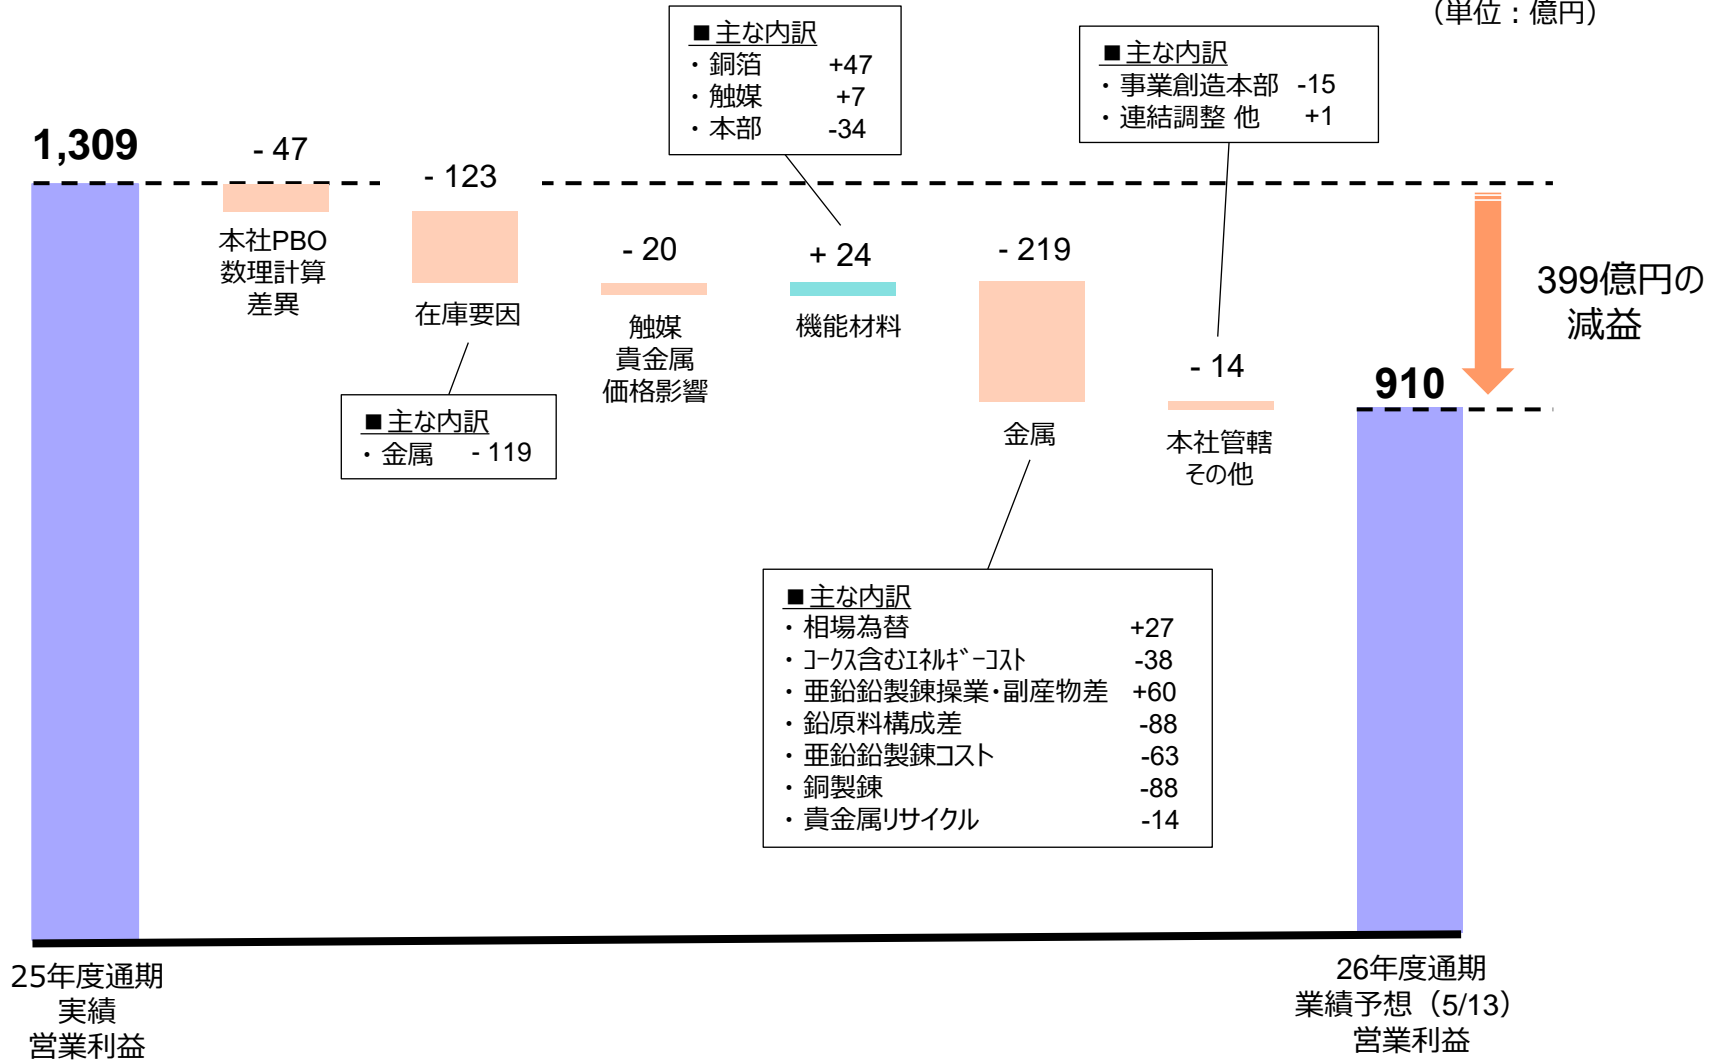 （単位：億円）
■主な内訳
・銅箔 +47
・触媒 +7
・本部 -34
■主な内訳
・事業創造本部 -15
・連結調整 他 +1
1,309
- 47
本社PBO
数理計算
差異
- 123
在庫要因
■主な内訳
・金属 - 119
- 20
触媒
貴金属
価格影響
+ 24
機能材料
- 219
金属
■主な内訳
・相場為替 +27
・ｺｰｸｽ含むｴﾈﾙｷﾞｰｺｽﾄ -38
・亜鉛鉛製錬操業・副産物差 +60
・鉛原料構成差 -88
・亜鉛鉛製錬コスト -63
・銅製錬 -88
・貴金属リサイクル -14
- 14
本社管轄
その他
910
399億円の
減益
25年度通期
実績
営業利益
26年度通期
業績予想（5/13）
営業利益